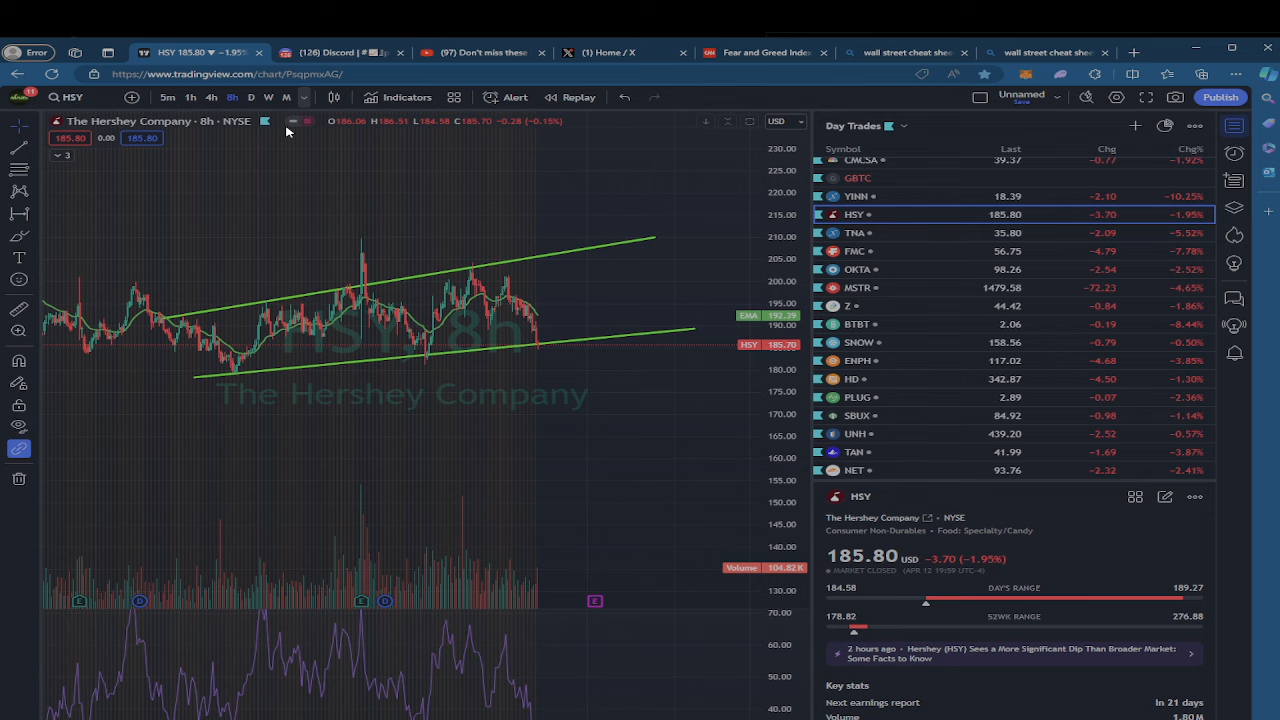 Error
HSY 185.80 ▼ −1.95%
(126) Discord | #
(97) Don't miss these
(1) Home / X
Fear and Greed Index
wall street cheat shee
wall street cheat shee
https://www.tradingview.com/chart/PsqpmxAG/
11
HSY
5m 1h 4h 8h D W M
Indicators
Alert
Replay
Unnamed
Save
Publish
The Hershey Company · 8h · NYSE
O186.06 H186.51 L184.58 C185.70 −0.28 (−0.15%)
USD
185.80 0.00 185.80
3
230.00
225.00
220.00
215.00
210.00
205.00
200.00
195.00
EMA 192.39
190.00
HSY 185.70
180.00
175.00
170.00
165.00
160.00
155.00
150.00
145.00
140.00
Volume 104.82 K
130.00
70.00
60.00
50.00
40.00
HSY, 8h
The Hershey Company
E D E D E
Day Trades
Symbol Last Chg Chg%
CMCSA 39.37 −0.77 −1.92%
GBTC
YINN 18.39 −2.10 −10.25%
HSY 185.80 −3.70 −1.95%
TNA 35.80 −2.09 −5.52%
FMC 56.75 −4.79 −7.78%
OKTA 98.26 −2.54 −2.52%
MSTR 1479.58 −72.23 −4.65%
Z 44.42 −0.84 −1.86%
BTBT 2.06 −0.19 −8.44%
SNOW 158.56 −0.79 −0.50%
ENPH 117.02 −4.68 −3.85%
HD 342.87 −4.50 −1.30%
PLUG 2.89 −0.07 −2.36%
SBUX 84.92 −0.98 −1.14%
UNH 439.20 −2.52 −0.57%
TAN 41.99 −1.69 −3.87%
NET 93.76 −2.32 −2.41%
HSY
The Hershey Company · NYSE
Consumer Non-Durables · Food: Specialty/Candy
185.80 USD −3.70 (−1.95%)
MARKET CLOSED (APR 12 19:59 UTC-4)
184.58 DAY'S RANGE 189.27
178.82 52WK RANGE 276.88
2 hours ago · Hershey (HSY) Sees a More Significant Dip Than Broader Market:
Some Facts to Know
Key stats
Next earnings report In 21 days
Volume 1.80 M